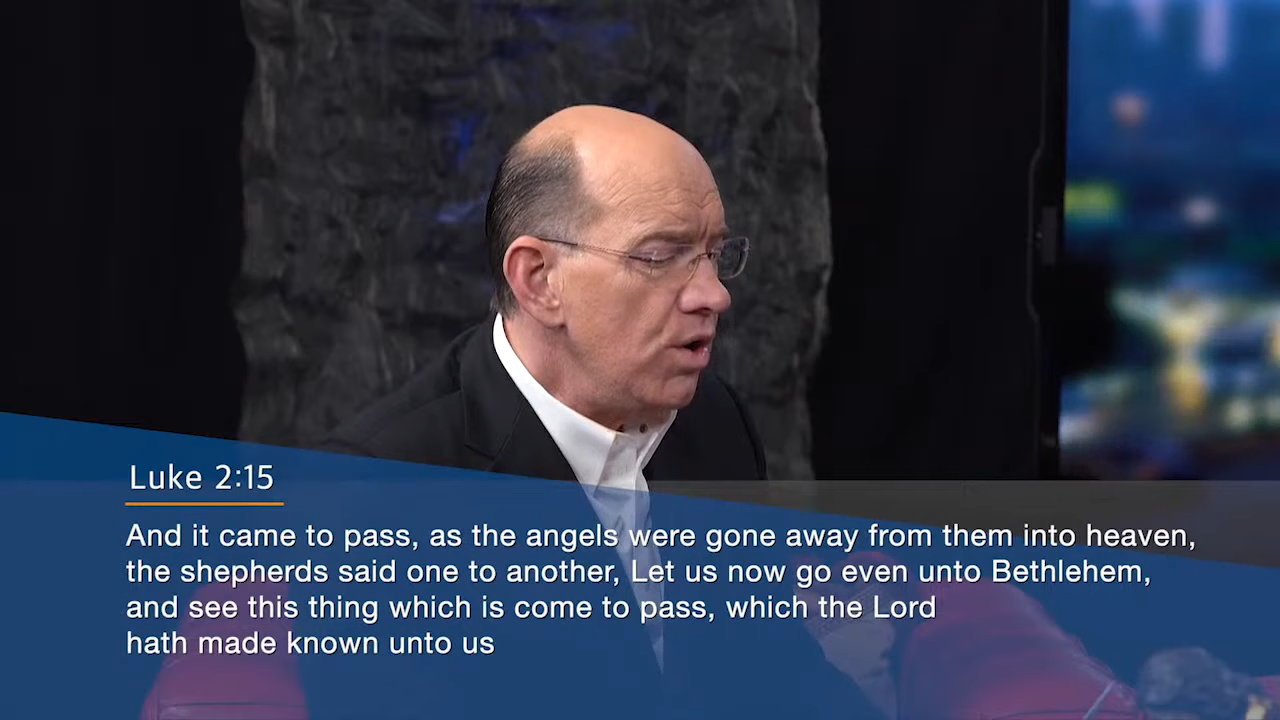 Luke 2:15
And it came to pass, as the angels were gone away from them into heaven,
the shepherds said one to another, Let us now go even unto Bethlehem,
and see this thing which is come to pass, which the Lord
hath made known unto us